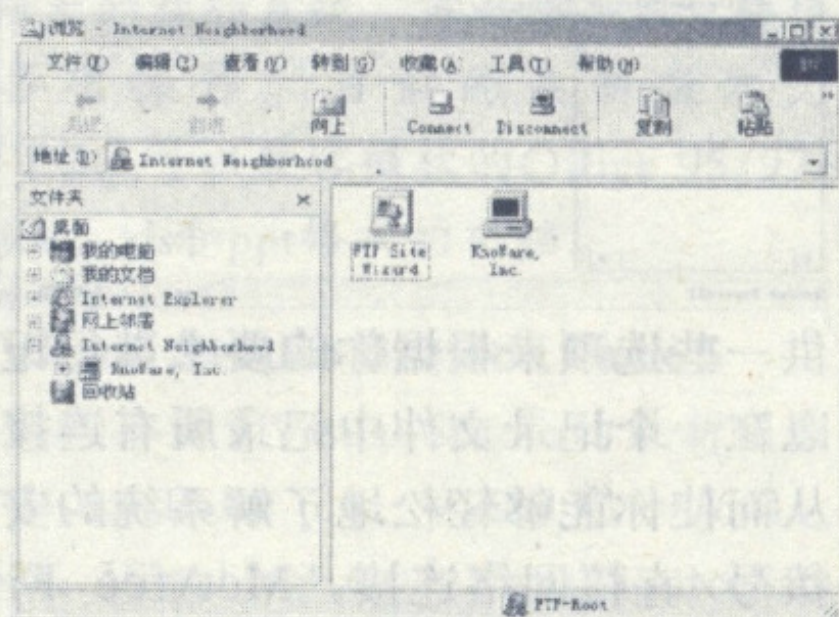 浏览 - Internet Neighborhood
文件(F) 编辑(E) 查看(V) 转到(G) 收藏(A) 工具(T) 帮助(H)
后退 前进 向上 Connect Disconnect 复制 粘贴 »
地址(D) Internet Neighborhood
文件夹 ×
桌面
我的电脑
我的文档
Internet Explorer
网上邻居
Internet Neighborhood
KnoWare, Inc.
回收站
FTP Site Wizard
KnoWare, Inc.
FTP-Root